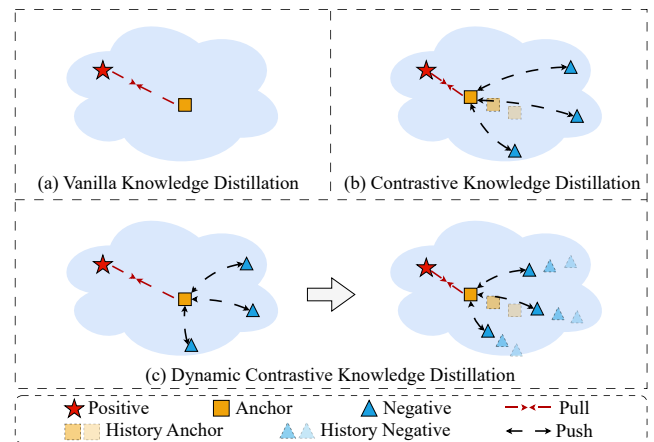 (a) Vanilla Knowledge Distillation
(b) Contrastive Knowledge Distillation
(c) Dynamic Contrastive Knowledge Distillation
Positive Anchor Negative Pull
History Anchor History Negative Push